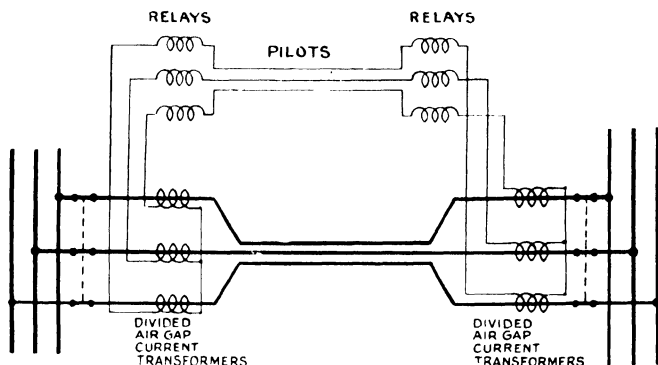 RELAYS
PILOTS
RELAYS
DIVIDED
AIR GAP
CURRENT
TRANSFORMERS
DIVIDED
AIR GAP
CURRENT
TRANSFORMERS